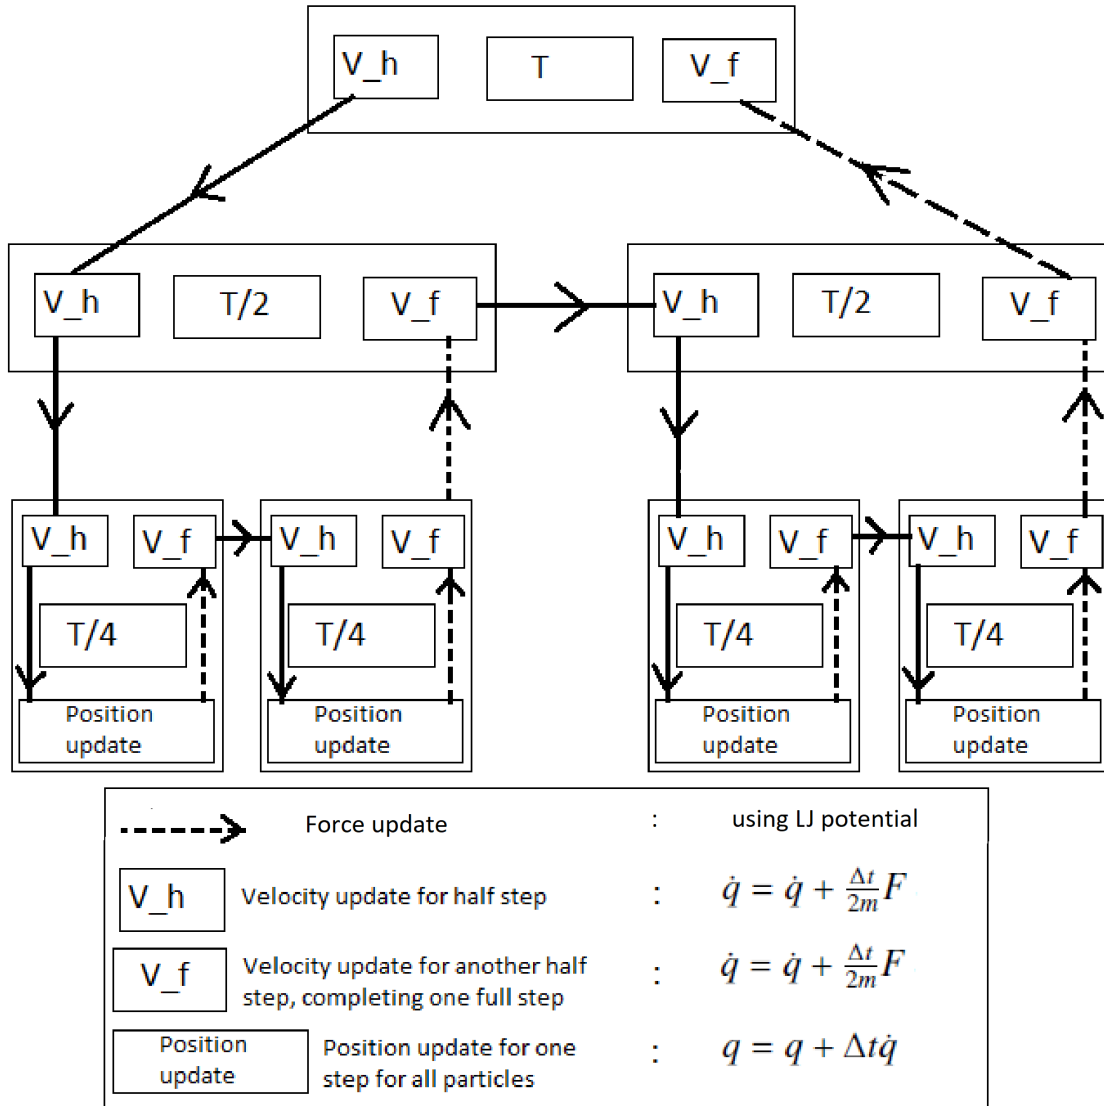 V_h T V_f
V_h T/2 V_f V_h T/2 V_f
V_h V_f V_h V_f V_h V_f V_h V_f
T/4 T/4 T/4 T/4
Position Position Position Position
update update update update
Force update : using LJ potential
V_h Velocity update for half step : q̇ = q̇ + Δt/2m F
V_f Velocity update for another half : q̇ = q̇ + Δt/2m F
step, completing one full step
Position Position update for one : q = q + Δtq̇
update step for all particles